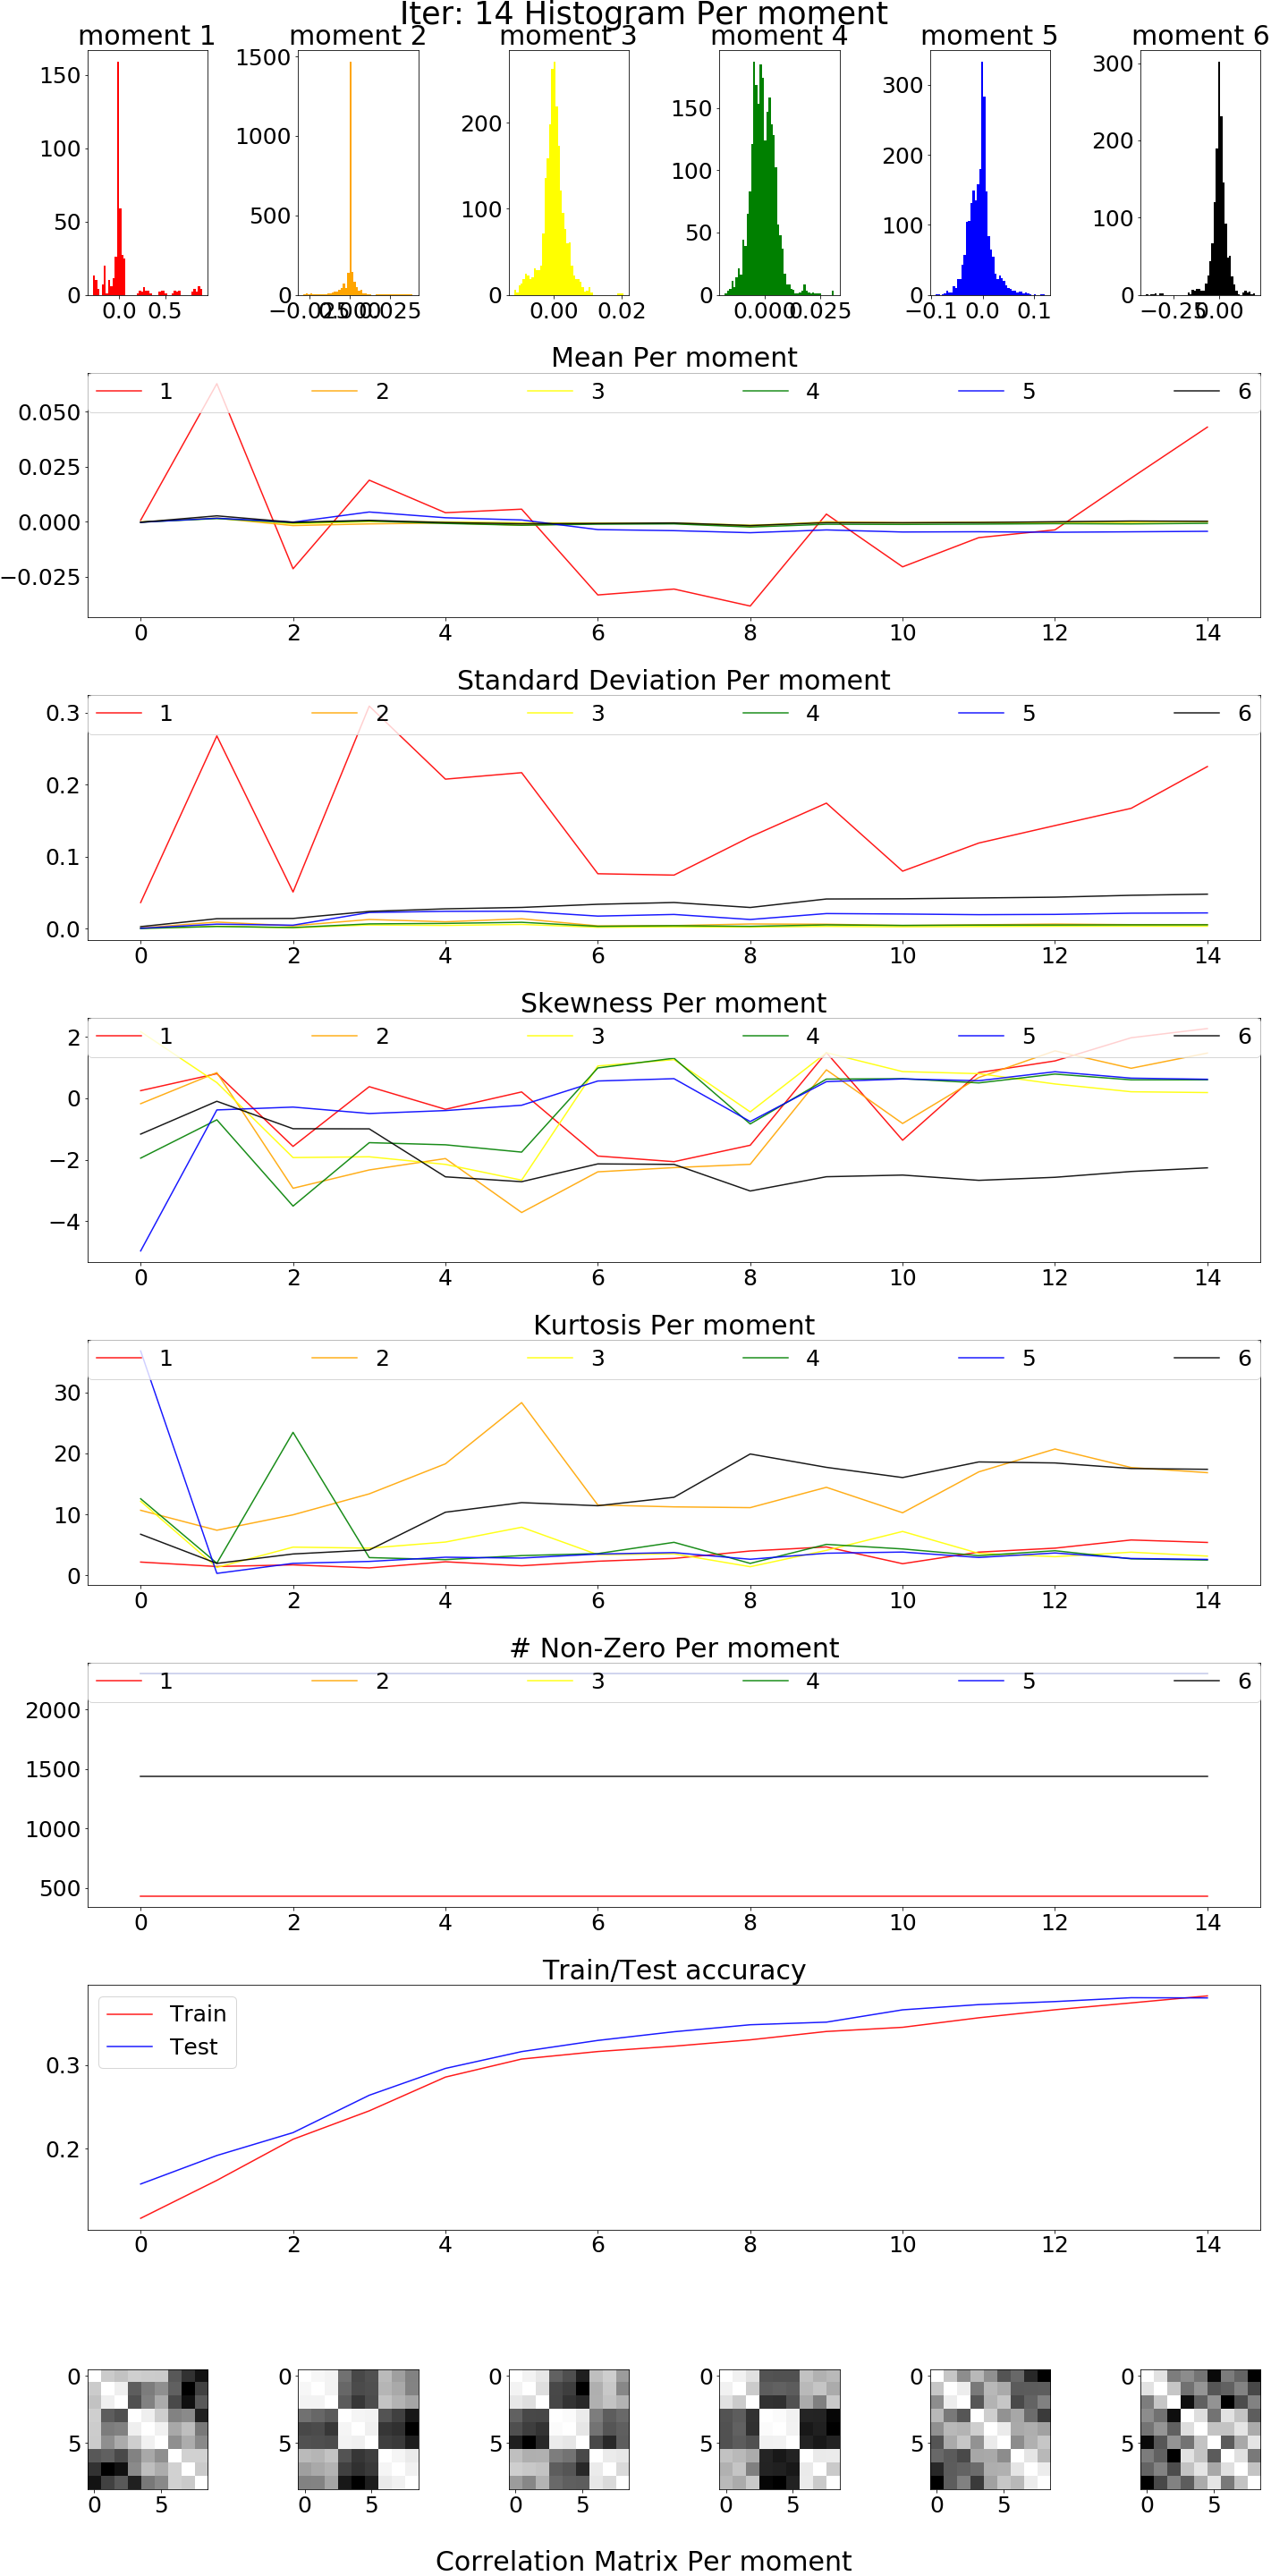 Iter: 14 Histogram Per moment
moment 1 moment 2 moment 3 moment 4 moment 5 moment 6
150 1500 200 150 300 300
100 1000 100 100 200 200
50 500 0 50 100 100
0 0 0 0 0
0.0 0.5 −0.025 0.000 0.025 0.00 0.02 0.000 0.025 −0.1 0.0 0.1 −0.25 0.00
Mean Per moment
1 2 3 4 5 6
0.050
0.025
0.000
−0.025
0 2 4 6 8 10 12 14
Standard Deviation Per moment
1 2 3 4 5 6
0.3
0.2
0.1
0.0
0 2 4 6 8 10 12 14
Skewness Per moment
1 2 3 4 5 6
2
0
−2
−4
0 2 4 6 8 10 12 14
Kurtosis Per moment
1 2 3 4 5 6
30
20
10
0
0 2 4 6 8 10 12 14
# Non-Zero Per moment
1 2 3 4 5 6
2000
1500
1000
500
0 2 4 6 8 10 12 14
Train/Test accuracy
Train
Test
0.3
0.2
0 2 4 6 8 10 12 14
0 0 0 0 0 0
5 5 5 5 5 5
0 5 0 5 0 5 0 5 0 5 0 5
Correlation Matrix Per moment